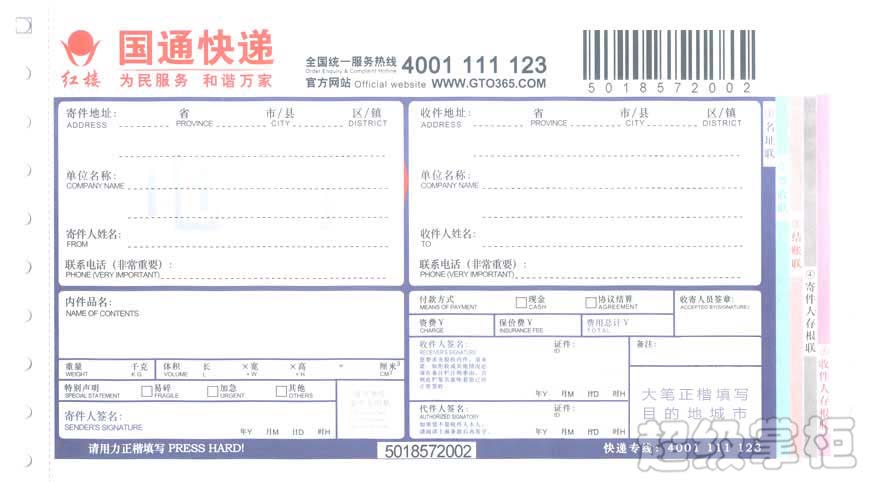 国通快递
红楼 为民服务 和谐万家
全国统一服务热线 4001 111 123
Order Enquiry & Complaint Hotline
官方网站 Official website WWW.GTO365.COM
5018572002
寄件地址: 省 市/县 区/镇
ADDRESS PROVINCE CITY DISTRICT
单位名称:
COMPANY NAME
寄件人姓名:
FROM
联系电话（非常重要）:
PHONE (VERY IMPORTANT)
收件地址: 省 市/县 区/镇
ADDRESS PROVINCE CITY DISTRICT
单位名称:
COMPANY NAME
收件人姓名:
TO
联系电话（非常重要）:
PHONE (VERY IMPORTANT)
内件品名:
NAME OF CONTENTS
重量 千克 体积 长 ×宽 ×高 = 厘米³
WEIGHT KG VOLUME L ×W ×H CM³
特别声明 易碎 加急 其他
SPECIAL STATEMENT FRAGILE URGENT OTHERS
寄件人签名:
SENDER'S SIGNATURE 年Y 月M 日D 时H
付款方式 现金 协议结算
MEANS OF PAYMENT CASH AGREEMENT
收寄人员签章:
ACCEPTED BY(SIGNATURE)
资费¥ 保价费¥ 费用总计¥
CHARGE INSURANCE FEE TOTAL
收件人签名: 证件:
RECEIVER'S SIGNATURE ID
年Y 月M 日D 时H
代件人签名: 证件:
AUTHORIZED SIGNATORY ID
年Y 月M 日D 时H
备注:
大笔正楷填写
目的地城市
请用力正楷填写 PRESS HARD!
5018572002
快递专线: 4001 111 123
名址联
结账联
④寄件人存根联
收件人存根
超级掌柜